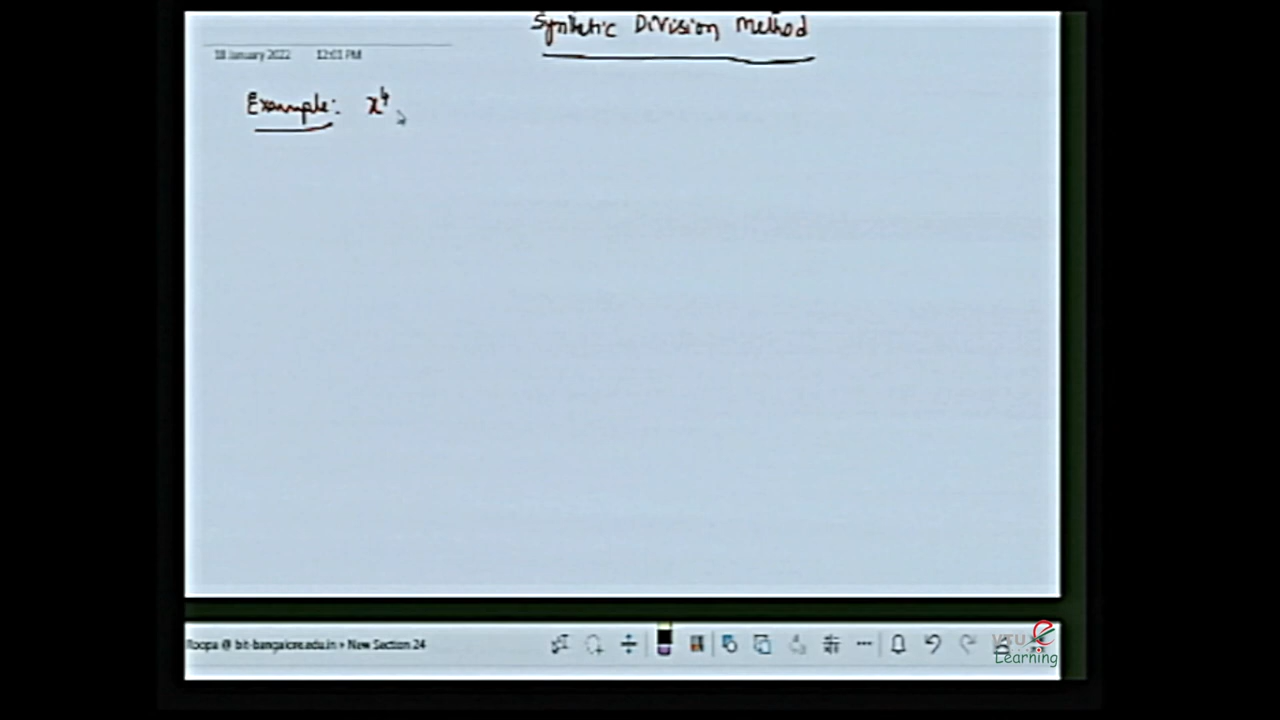 Synthetic Division Method
18 January 2022 12:01 PM
Example: x⁴
Roopa @ bit-bangalore.edu.in > New Section 24
VTU e
Learning